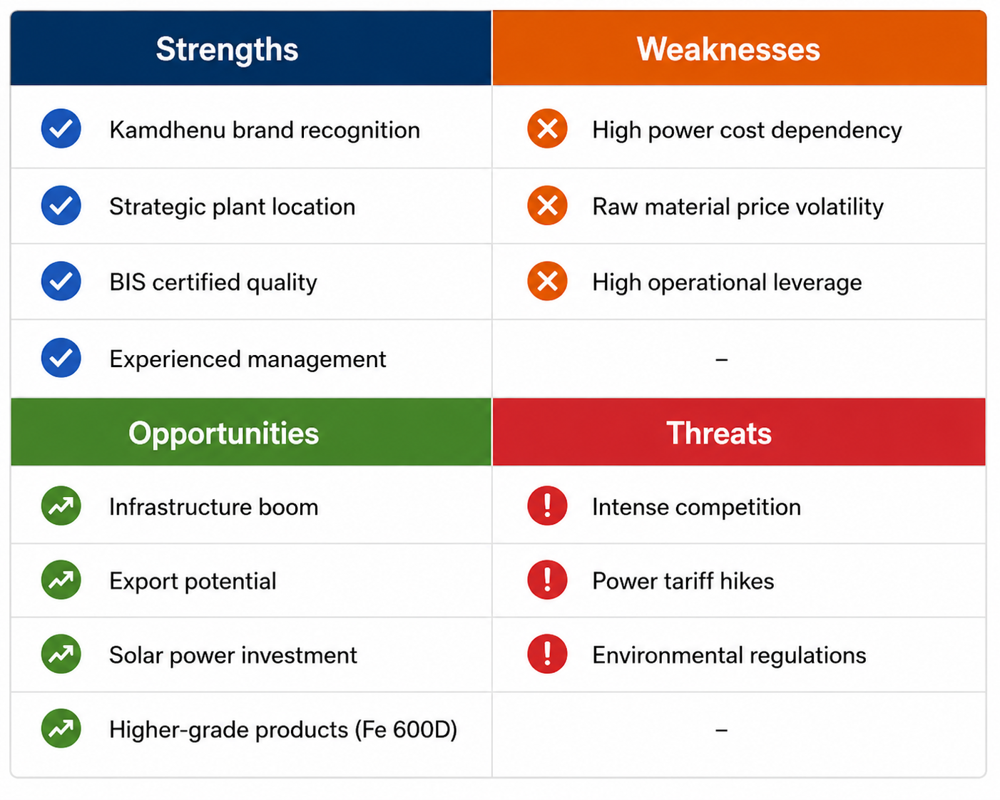 Strengths
Weaknesses
Kamdhenu brand recognition
High power cost dependency
Strategic plant location
Raw material price volatility
BIS certified quality
High operational leverage
Experienced management
–
Opportunities
Threats
Infrastructure boom
Intense competition
Export potential
Power tariff hikes
Solar power investment
Environmental regulations
Higher-grade products (Fe 600D)
–